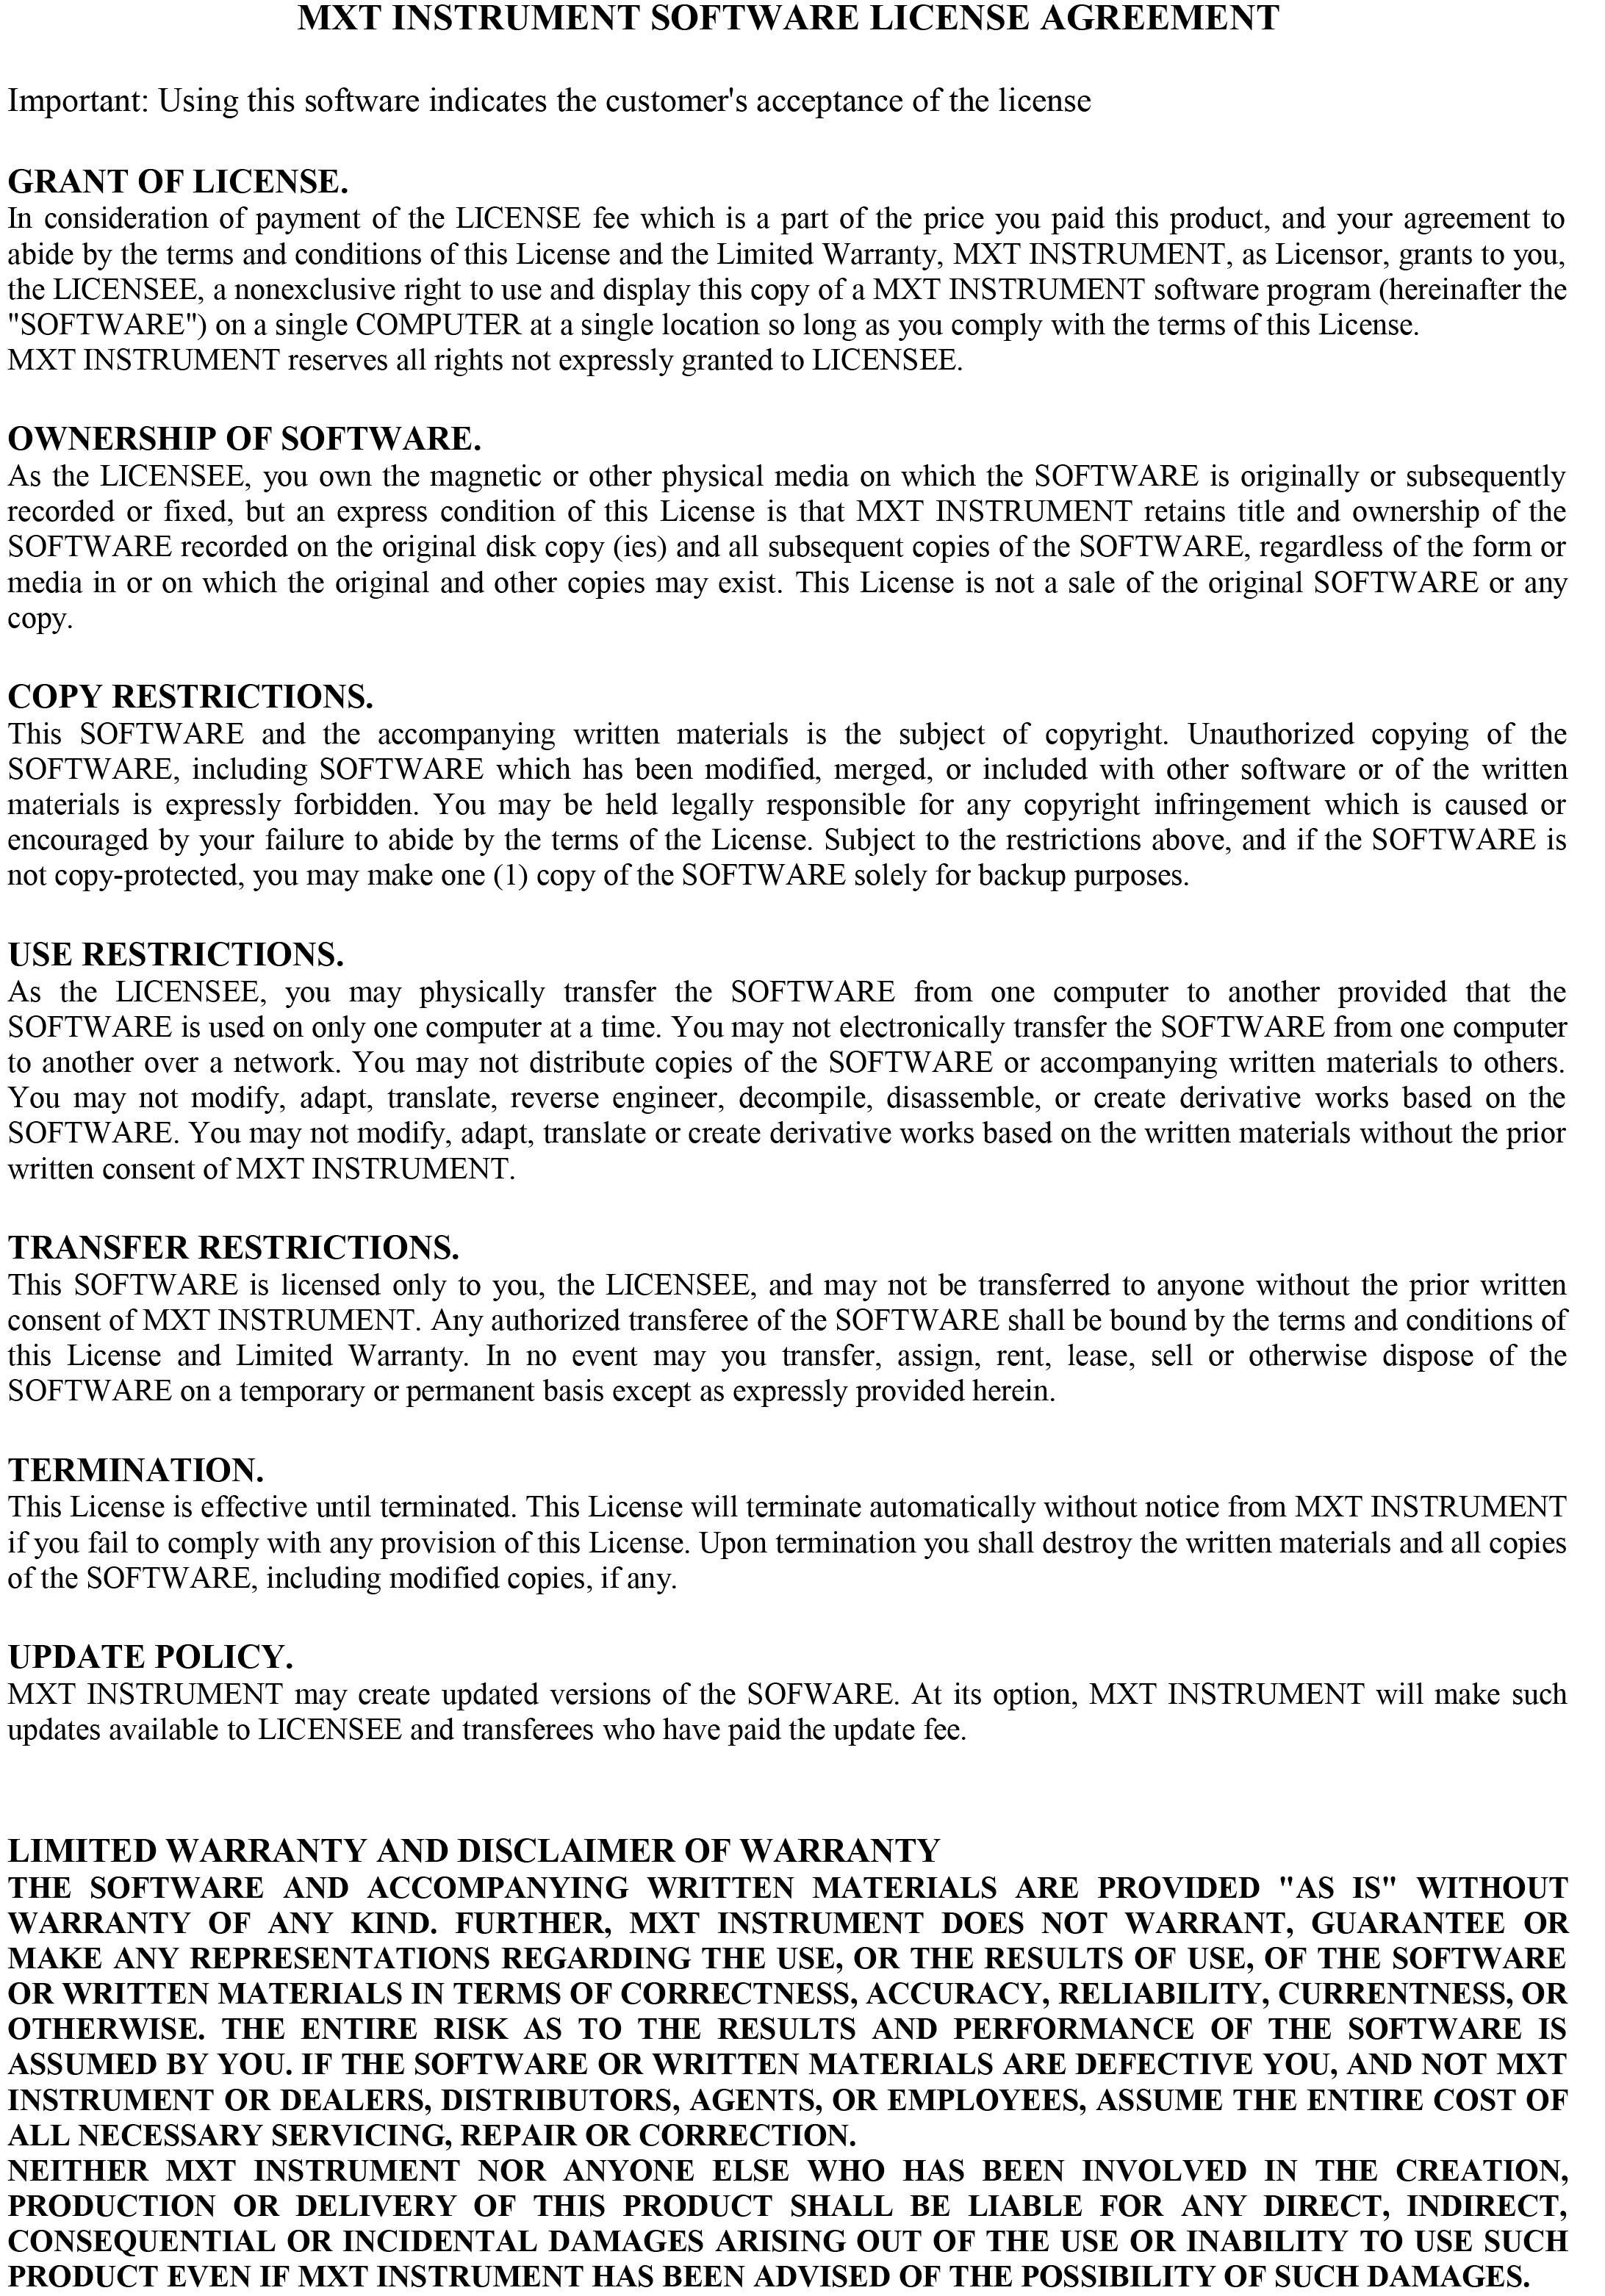 MXT INSTRUMENT SOFTWARE LICENSE AGREEMENT
Important: Using this software indicates the customer's acceptance of the license
GRANT OF LICENSE.
In consideration of payment of the LICENSE fee which is a part of the price you paid this product, and your agreement to
abide by the terms and conditions of this License and the Limited Warranty, MXT INSTRUMENT, as Licensor, grants to you,
the LICENSEE, a nonexclusive right to use and display this copy of a MXT INSTRUMENT software program (hereinafter the
"SOFTWARE") on a single COMPUTER at a single location so long as you comply with the terms of this License.
MXT INSTRUMENT reserves all rights not expressly granted to LICENSEE.
OWNERSHIP OF SOFTWARE.
As the LICENSEE, you own the magnetic or other physical media on which the SOFTWARE is originally or subsequently
recorded or fixed, but an express condition of this License is that MXT INSTRUMENT retains title and ownership of the
SOFTWARE recorded on the original disk copy (ies) and all subsequent copies of the SOFTWARE, regardless of the form or
media in or on which the original and other copies may exist. This License is not a sale of the original SOFTWARE or any
copy.
COPY RESTRICTIONS.
This SOFTWARE and the accompanying written materials is the subject of copyright. Unauthorized copying of the
SOFTWARE, including SOFTWARE which has been modified, merged, or included with other software or of the written
materials is expressly forbidden. You may be held legally responsible for any copyright infringement which is caused or
encouraged by your failure to abide by the terms of the License. Subject to the restrictions above, and if the SOFTWARE is
not copy-protected, you may make one (1) copy of the SOFTWARE solely for backup purposes.
USE RESTRICTIONS.
As the LICENSEE, you may physically transfer the SOFTWARE from one computer to another provided that the
SOFTWARE is used on only one computer at a time. You may not electronically transfer the SOFTWARE from one computer
to another over a network. You may not distribute copies of the SOFTWARE or accompanying written materials to others.
You may not modify, adapt, translate, reverse engineer, decompile, disassemble, or create derivative works based on the
SOFTWARE. You may not modify, adapt, translate or create derivative works based on the written materials without the prior
written consent of MXT INSTRUMENT.
TRANSFER RESTRICTIONS.
This SOFTWARE is licensed only to you, the LICENSEE, and may not be transferred to anyone without the prior written
consent of MXT INSTRUMENT. Any authorized transferee of the SOFTWARE shall be bound by the terms and conditions of
this License and Limited Warranty. In no event may you transfer, assign, rent, lease, sell or otherwise dispose of the
SOFTWARE on a temporary or permanent basis except as expressly provided herein.
TERMINATION.
This License is effective until terminated. This License will terminate automatically without notice from MXT INSTRUMENT
if you fail to comply with any provision of this License. Upon termination you shall destroy the written materials and all copies
of the SOFTWARE, including modified copies, if any.
UPDATE POLICY.
MXT INSTRUMENT may create updated versions of the SOFWARE. At its option, MXT INSTRUMENT will make such
updates available to LICENSEE and transferees who have paid the update fee.
LIMITED WARRANTY AND DISCLAIMER OF WARRANTY
THE SOFTWARE AND ACCOMPANYING WRITTEN MATERIALS ARE PROVIDED "AS IS" WITHOUT
WARRANTY OF ANY KIND. FURTHER, MXT INSTRUMENT DOES NOT WARRANT, GUARANTEE OR
MAKE ANY REPRESENTATIONS REGARDING THE USE, OR THE RESULTS OF USE, OF THE SOFTWARE
OR WRITTEN MATERIALS IN TERMS OF CORRECTNESS, ACCURACY, RELIABILITY, CURRENTNESS, OR
OTHERWISE. THE ENTIRE RISK AS TO THE RESULTS AND PERFORMANCE OF THE SOFTWARE IS
ASSUMED BY YOU. IF THE SOFTWARE OR WRITTEN MATERIALS ARE DEFECTIVE YOU, AND NOT MXT
INSTRUMENT OR DEALERS, DISTRIBUTORS, AGENTS, OR EMPLOYEES, ASSUME THE ENTIRE COST OF
ALL NECESSARY SERVICING, REPAIR OR CORRECTION.
NEITHER MXT INSTRUMENT NOR ANYONE ELSE WHO HAS BEEN INVOLVED IN THE CREATION,
PRODUCTION OR DELIVERY OF THIS PRODUCT SHALL BE LIABLE FOR ANY DIRECT, INDIRECT,
CONSEQUENTIAL OR INCIDENTAL DAMAGES ARISING OUT OF THE USE OR INABILITY TO USE SUCH
PRODUCT EVEN IF MXT INSTRUMENT HAS BEEN ADVISED OF THE POSSIBILITY OF SUCH DAMAGES.